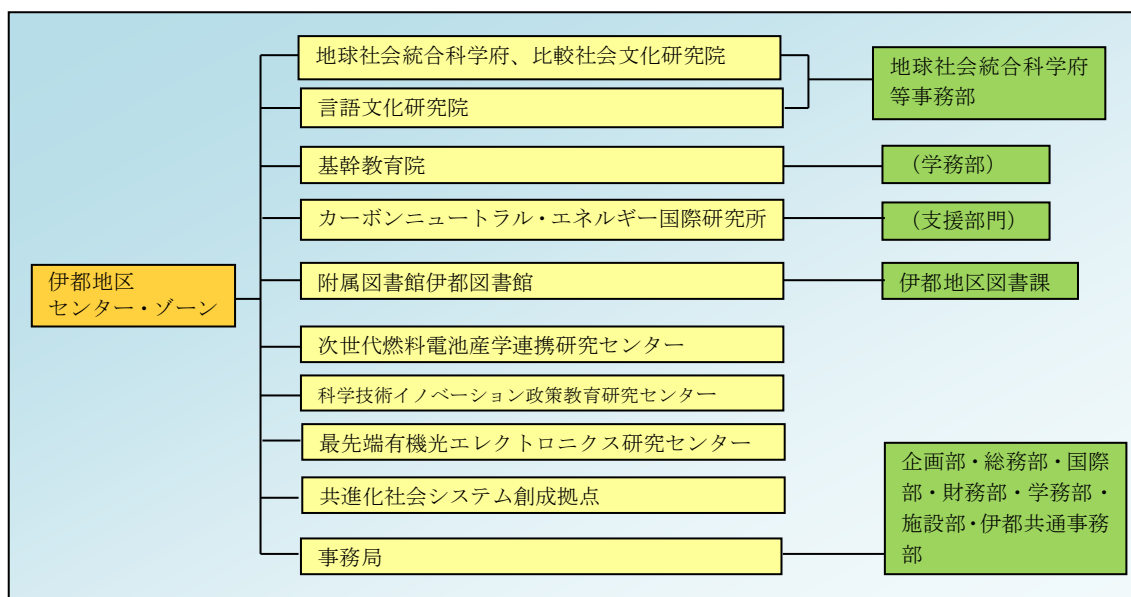 地球社会統合科学府、比較社会文化研究院
地球社会統合科学府
等事務部
言語文化研究院
基幹教育院
（学務部）
カーボンニュートラル・エネルギー国際研究所
（支援部門）
伊都地区
センター・ゾーン
附属図書館伊都図書館
伊都地区図書課
次世代燃料電池産学連携研究センター
科学技術イノベーション政策教育研究センター
最先端有機光エレクトロニクス研究センター
共進化社会システム創成拠点
事務局
企画部・総務部・国際
部・財務部・学務部・
施設部・伊都共通事務
部